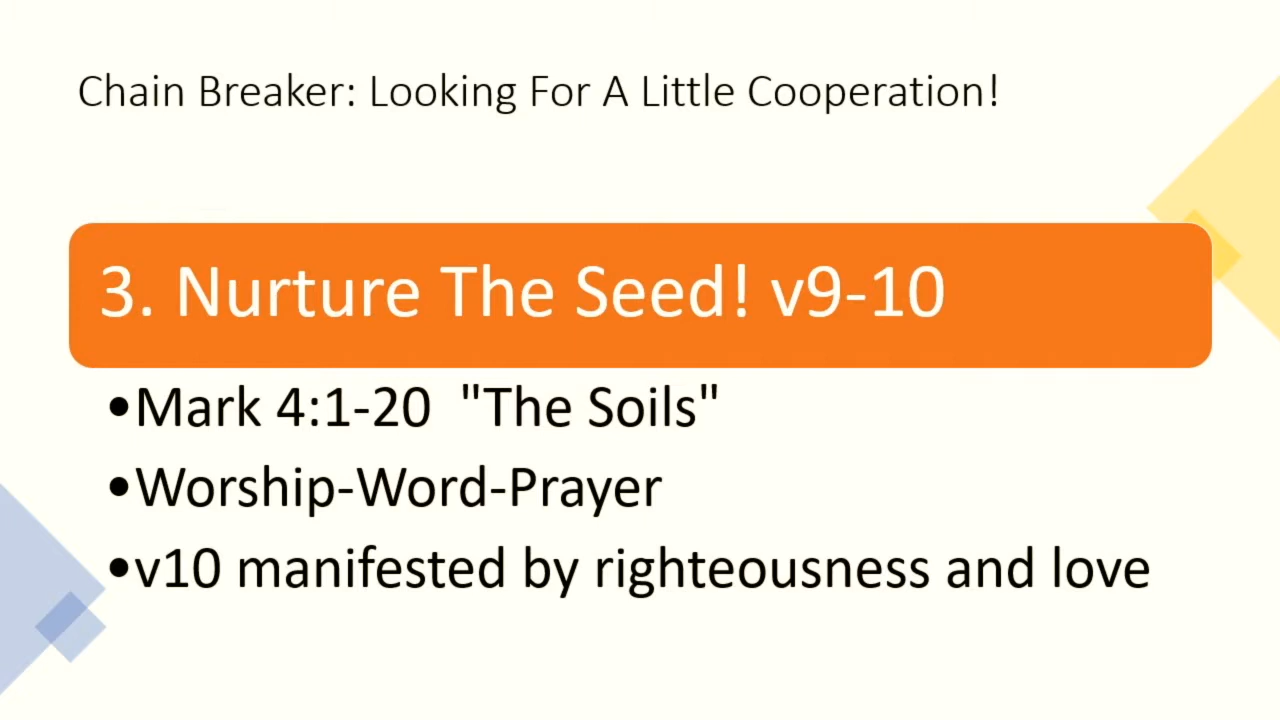 Chain Breaker: Looking For A Little Cooperation!
3. Nurture The Seed! v9-10
•Mark 4:1-20  "The Soils"
•Worship-Word-Prayer
•v10 manifested by righteousness and love